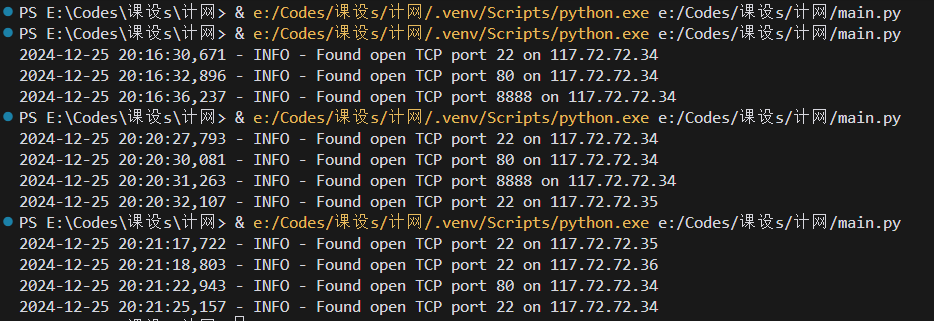 PS E:\Codes\课设s\计网> & e:/Codes/课设s/计网/.venv/Scripts/python.exe e:/Codes/课设s/计网/main.py
PS E:\Codes\课设s\计网> & e:/Codes/课设s/计网/.venv/Scripts/python.exe e:/Codes/课设s/计网/main.py
2024-12-25 20:16:30,671 - INFO - Found open TCP port 22 on 117.72.72.34
2024-12-25 20:16:32,896 - INFO - Found open TCP port 80 on 117.72.72.34
2024-12-25 20:16:36,237 - INFO - Found open TCP port 8888 on 117.72.72.34
PS E:\Codes\课设s\计网> & e:/Codes/课设s/计网/.venv/Scripts/python.exe e:/Codes/课设s/计网/main.py
2024-12-25 20:20:27,793 - INFO - Found open TCP port 22 on 117.72.72.34
2024-12-25 20:20:30,081 - INFO - Found open TCP port 80 on 117.72.72.34
2024-12-25 20:20:31,263 - INFO - Found open TCP port 8888 on 117.72.72.34
2024-12-25 20:20:32,107 - INFO - Found open TCP port 22 on 117.72.72.35
PS E:\Codes\课设s\计网> & e:/Codes/课设s/计网/.venv/Scripts/python.exe e:/Codes/课设s/计网/main.py
2024-12-25 20:21:17,722 - INFO - Found open TCP port 22 on 117.72.72.35
2024-12-25 20:21:18,803 - INFO - Found open TCP port 22 on 117.72.72.36
2024-12-25 20:21:22,943 - INFO - Found open TCP port 80 on 117.72.72.34
2024-12-25 20:21:25,157 - INFO - Found open TCP port 22 on 117.72.72.34